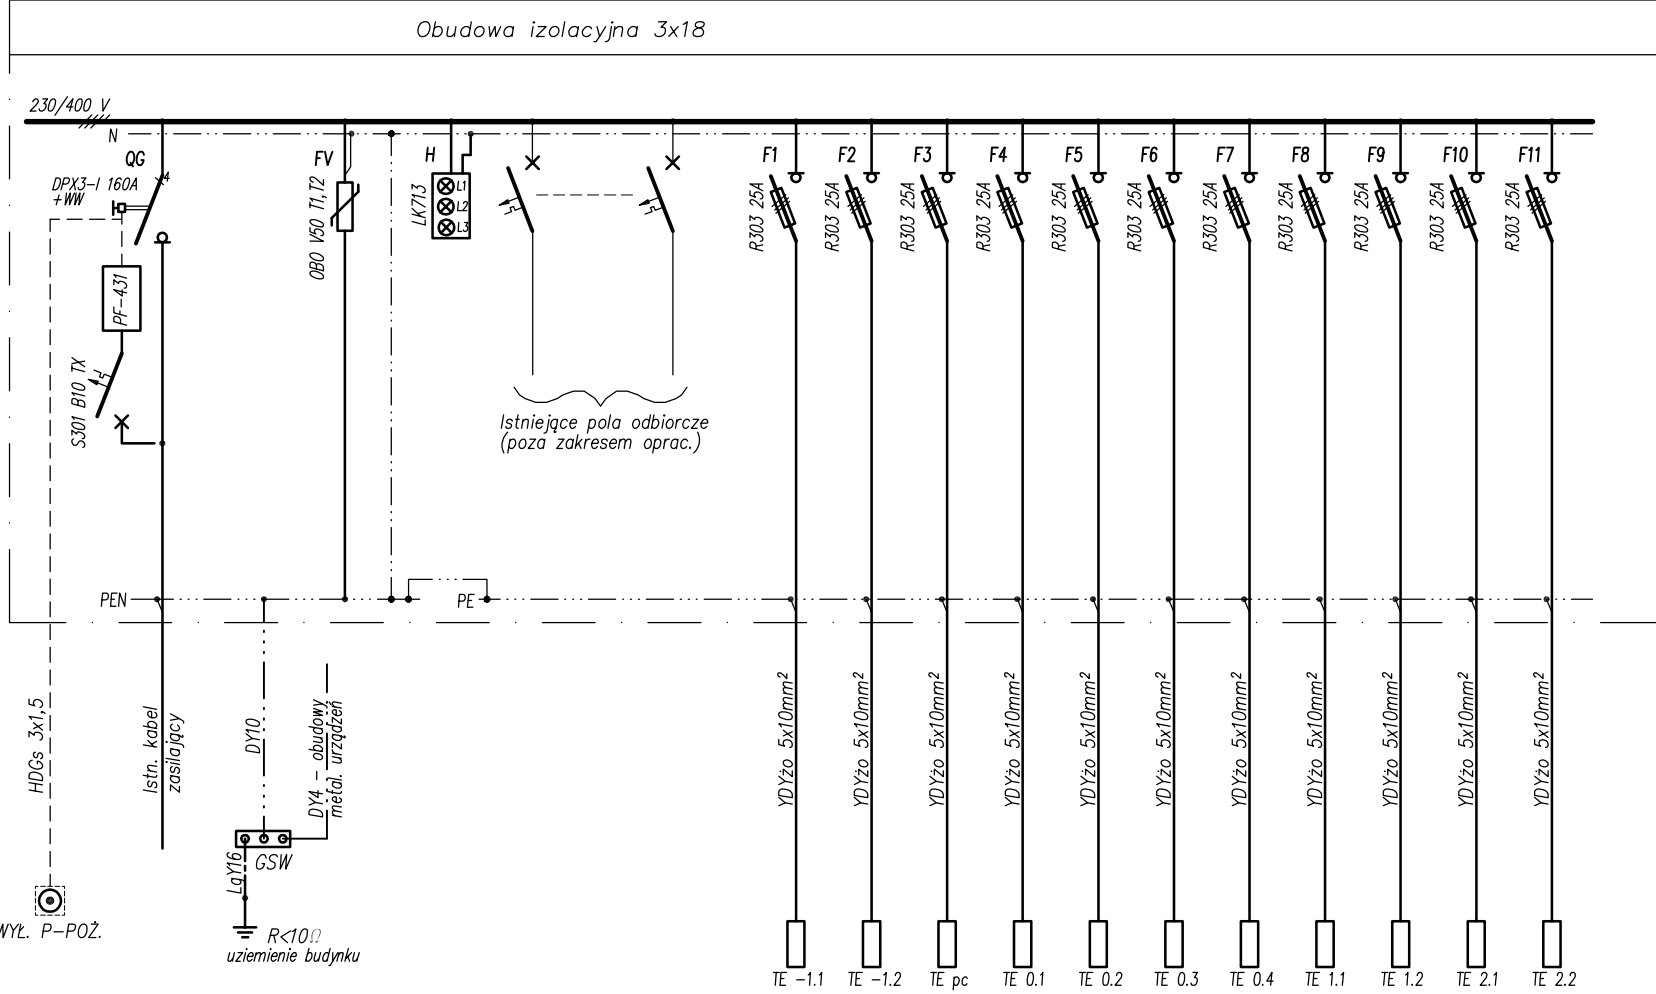 Obudowa izolacyjna 3x18
230/400 V
N
QG
FV
H
F1
F2
F3
F4
F5
F6
F7
F8
F9
F10
F11
DPX3-I 160A
+WW
4
OBO V50 T1,T2
LK713
L1
L2
L3
R303 25A
R303 25A
R303 25A
R303 25A
R303 25A
R303 25A
R303 25A
R303 25A
R303 25A
R303 25A
R303 25A
PF-431
S301 B10 TX
Istniejące pola odbiorcze
(poza zakresem oprac.)
PEN
PE
HDGs 3x1,5
Istn. kabel
zasilający
DY10
DY4 - obudowy
metal. urządzeń
YDYżo 5x10mm²
YDYżo 5x10mm²
YDYżo 5x10mm²
YDYżo 5x10mm²
YDYżo 5x10mm²
YDYżo 5x10mm²
YDYżo 5x10mm²
YDYżo 5x10mm²
YDYżo 5x10mm²
YDYżo 5x10mm²
YDYżo 5x10mm²
GSW
LgY16
WYŁ. P-POŻ.
R<10Ω
uziemienie budynku
TE -1.1
TE -1.2
TE pc
TE 0.1
TE 0.2
TE 0.3
TE 0.4
TE 1.1
TE 1.2
TE 2.1
TE 2.2